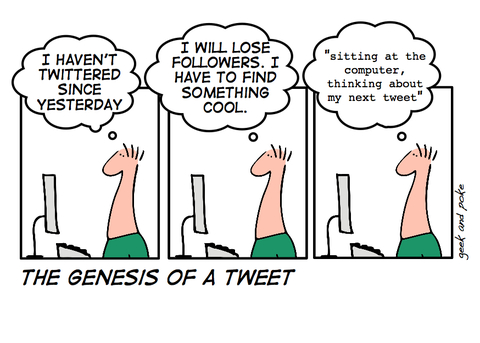 I HAVEN'T
TWITTERED
SINCE
YESTERDAY
I WILL LOSE
FOLLOWERS. I
HAVE TO FIND
SOMETHING
COOL.
"sitting at the
computer,
thinking about
my next tweet"
geek and poke
THE GENESIS OF A TWEET